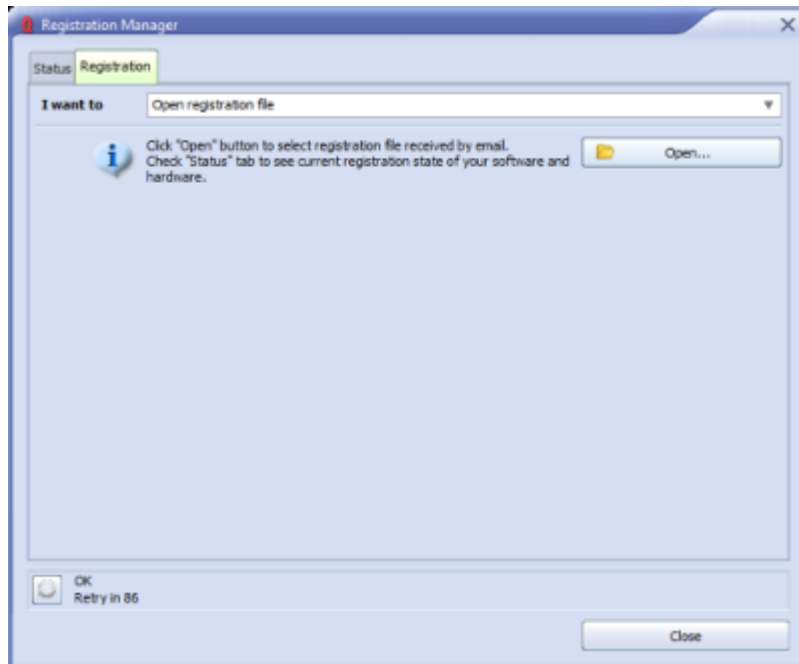 Registration Manager
Status Registration
I want to Open registration file
Click "Open" button to select registration file received by email.
Check "Status" tab to see current registration state of your software and
hardware.
Open...
OK
Retry in 86
Close